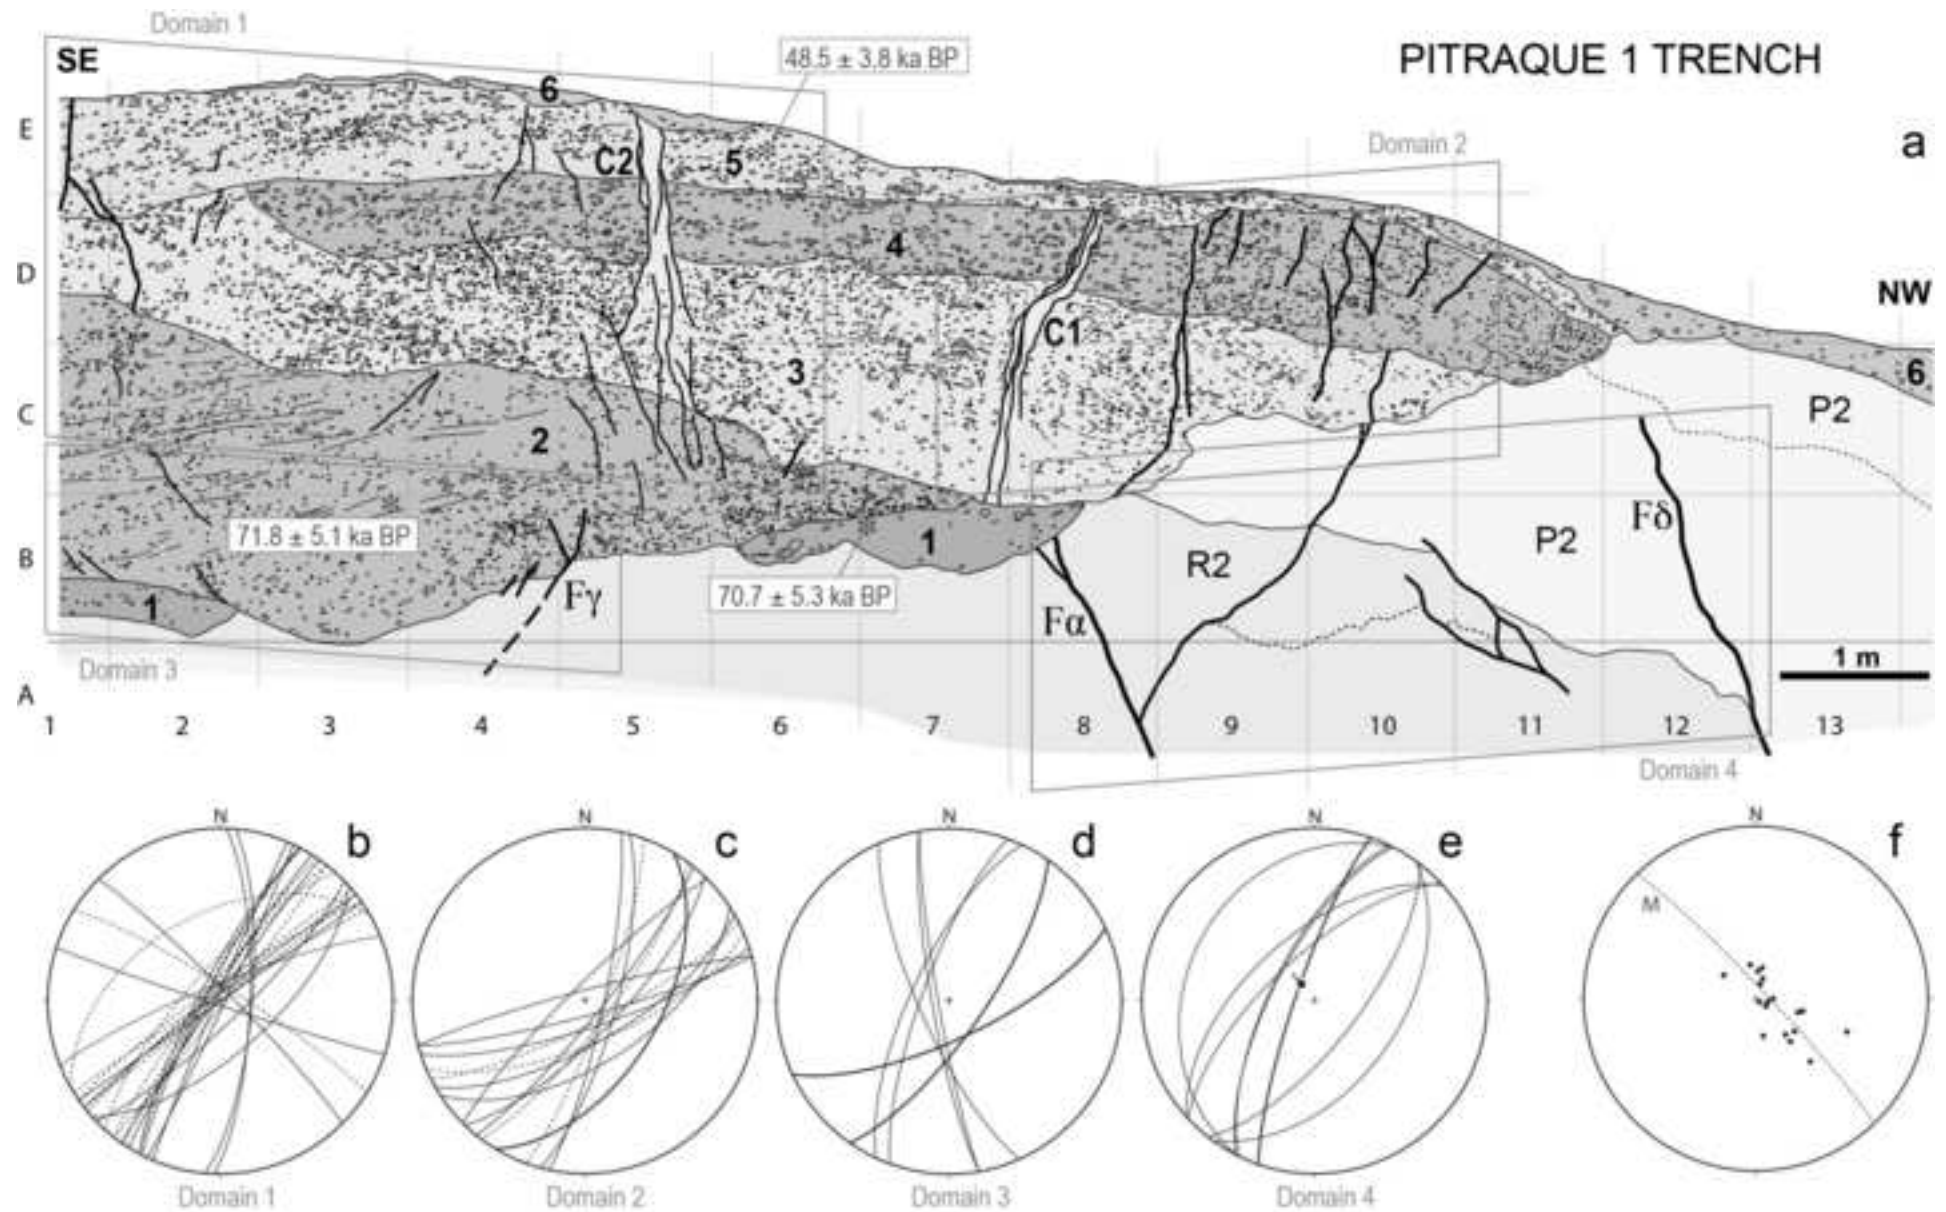 Domain 1
PITRAQUE 1 TRENCH
SE
48.5 ± 3.8 ka BP
6
E
a
C2
5
Domain 2
4
D
NW
C1
3
6
P2
C
2
Fδ
71.8 ± 5.1 ka BP
1
P2
B
R2
Fγ
70.7 ± 5.3 ka BP
1
Fα
1 m
Domain 3
A
1 2 3 4 5 6 7 8 9 10 11 12 13
Domain 4
N b N c N d N e N f
M
Domain 1 Domain 2 Domain 3 Domain 4